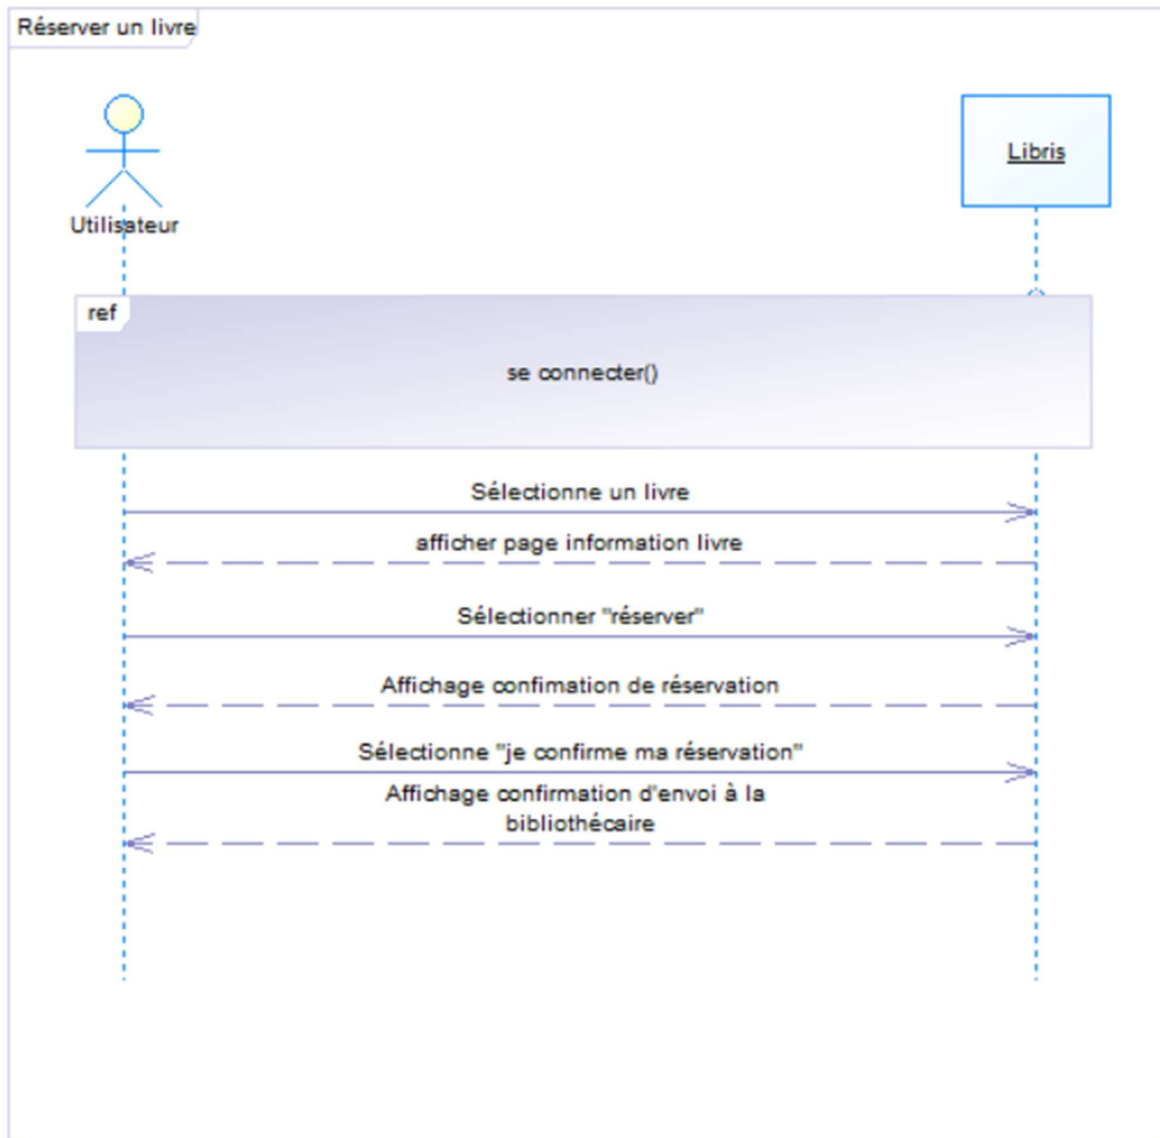 Réserver un livre
Utilisateur
Libris
ref
se connecter()
Sélectionne un livre
afficher page information livre
Sélectionner "réserver"
Affichage confimation de réservation
Sélectionne "je confirme ma réservation"
Affichage confirmation d'envoi à la
bibliothécaire